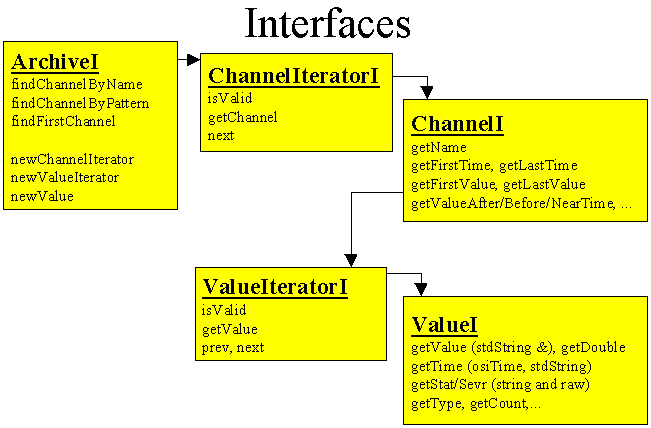 Interfaces
ArchiveI
findChannelByName
findChannelByPattern
findFirstChannel
newChannelIterator
newValueIterator
newValue
ChannelIteratorI
isValid
getChannel
next
ChannelI
getName
getFirstTime, getLastTime
getFirstValue, getLastValue
getValueAfter/Before/NearTime, ...
ValueIteratorI
isValid
getValue
prev, next
ValueI
getValue (stdString &), getDouble
getTime (osiTime, stdString)
getStat/Sevr (string and raw)
getType, getCount,...